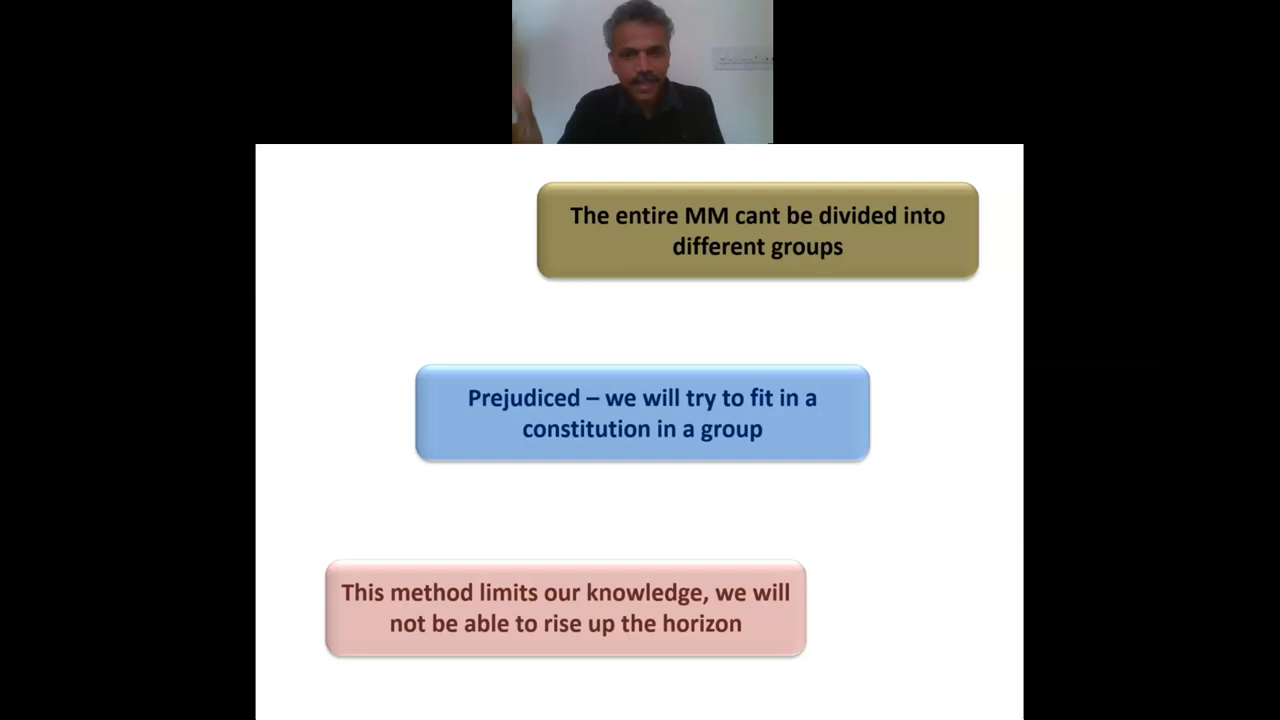 The entire MM cant be divided into
different groups
Prejudiced – we will try to fit in a
constitution in a group
This method limits our knowledge, we will
not be able to rise up the horizon